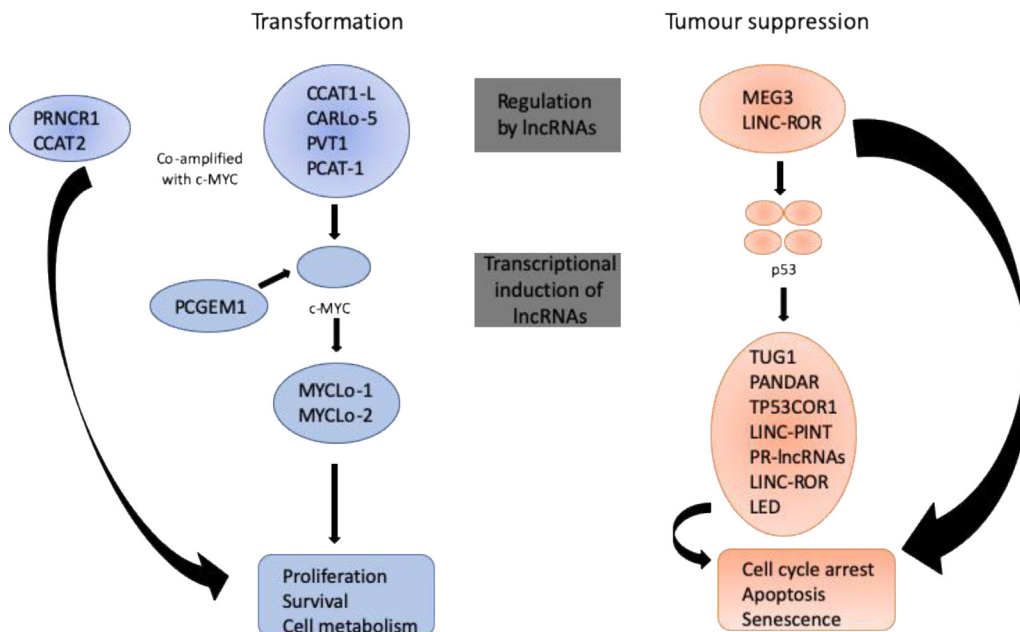 Transformation
Tumour suppression
PRNCR1
CCAT2
CCAT1-L
CARLo-5
PVT1
PCAT-1
Co-amplified
with c-MYC
Regulation
by lncRNAs
MEG3
LINC-ROR
p53
PCGEM1
c-MYC
Transcriptional
induction of
lncRNAs
MYCLo-1
MYCLo-2
TUG1
PANDAR
TP53COR1
LINC-PINT
PR-lncRNAs
LINC-ROR
LED
Proliferation
Survival
Cell metabolism
Cell cycle arrest
Apoptosis
Senescence